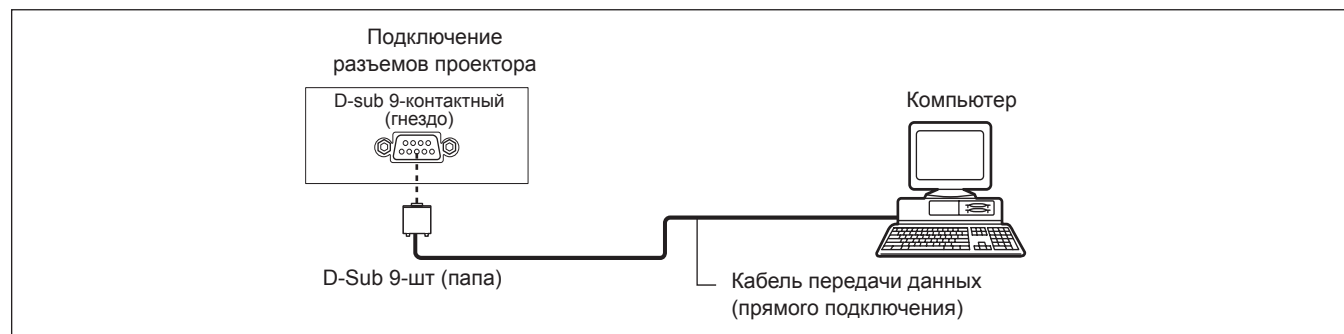 Подключение
разъемов проектора
D-sub 9-контактный
(гнездо)
Компьютер
D-Sub 9-шт (папа)
Кабель передачи данных
(прямого подключения)